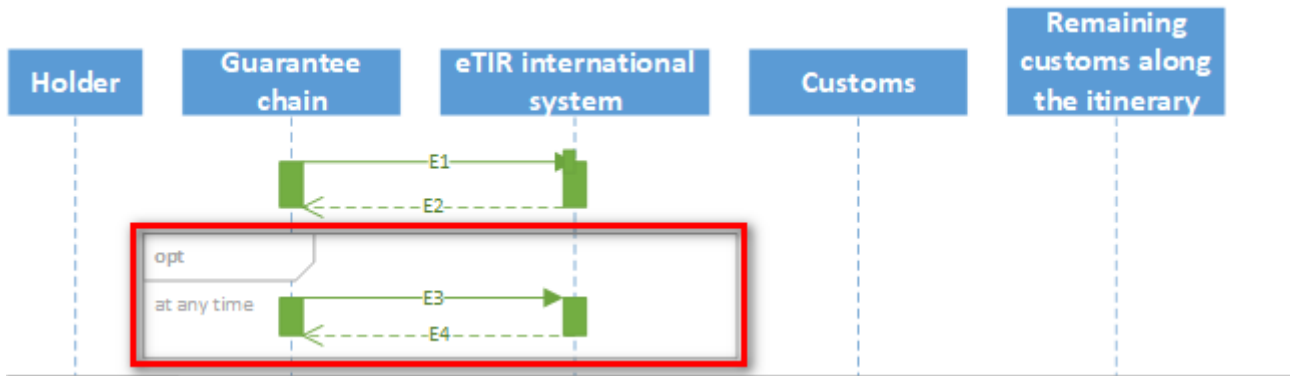 Holder
Guarantee
chain
eTIR international
system
Customs
Remaining
customs along
the itinerary
E1
E2
opt
at any time
E3
E4